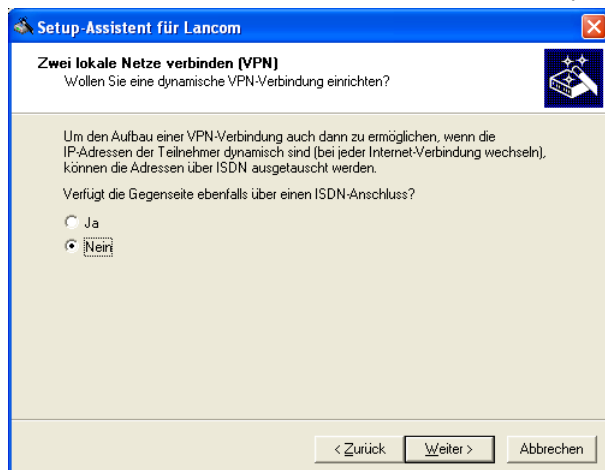 Setup-Assistent für Lancom
Zwei lokale Netze verbinden (VPN)
Wollen Sie eine dynamische VPN-Verbindung einrichten?
Um den Aufbau einer VPN-Verbindung auch dann zu ermöglichen, wenn die
IP-Adressen der Teilnehmer dynamisch sind (bei jeder Internet-Verbindung wechseln),
können die Adressen über ISDN ausgetauscht werden.
Verfügt die Gegenseite ebenfalls über einen ISDN-Anschluss?
Ja
Nein
< Zurück Weiter > Abbrechen